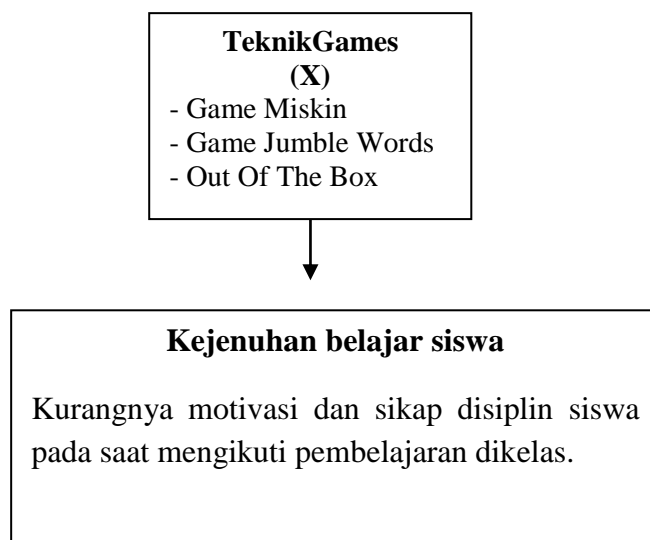 TeknikGames
(X)
- Game Miskin
- Game Jumble Words
- Out Of The Box
Kejenuhan belajar siswa
Kurangnya motivasi dan sikap disiplin siswa
pada saat mengikuti pembelajaran dikelas.